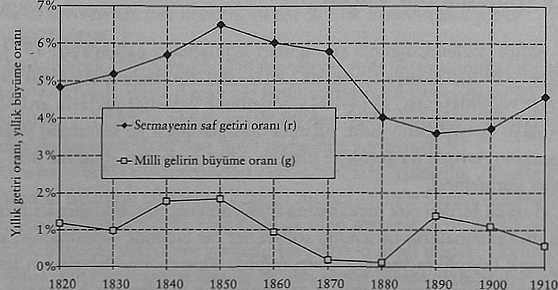 7%
6%
5%
4%
3%
2%
1%
0%
Yıllık getiri oranı, yıllık büyüme oranı
Sermayenin saf getiri oranı (r)
Milli gelirin büyüme oranı (g)
1820 1830 1840 1850 1860 1870 1880 1890 1900 1910